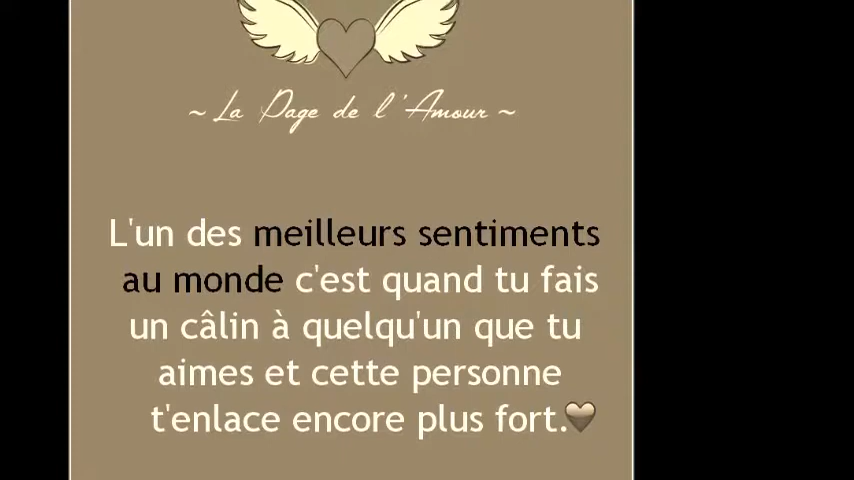 ~ La Page de l'Amour ~
L'un des meilleurs sentiments
au monde c'est quand tu fais
un câlin à quelqu'un que tu
aimes et cette personne
t'enlace encore plus fort.